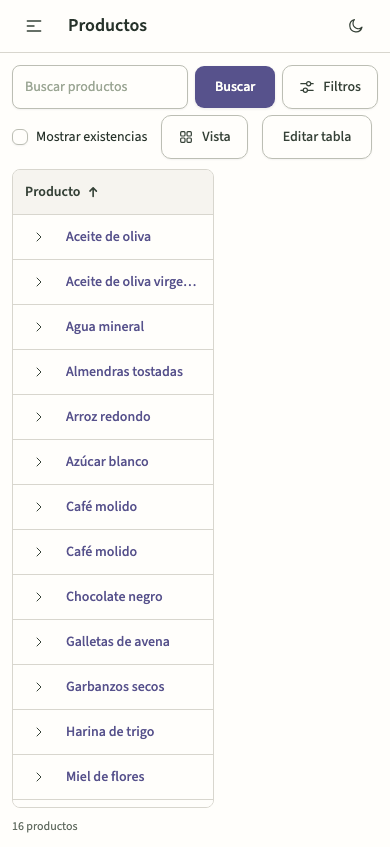 Productos
Buscar productos
Buscar
Filtros
Mostrar existencias
Vista
Editar tabla
Producto
Aceite de oliva
Aceite de oliva virge…
Agua mineral
Almendras tostadas
Arroz redondo
Azúcar blanco
Café molido
Café molido
Chocolate negro
Galletas de avena
Garbanzos secos
Harina de trigo
Miel de flores
16 productos